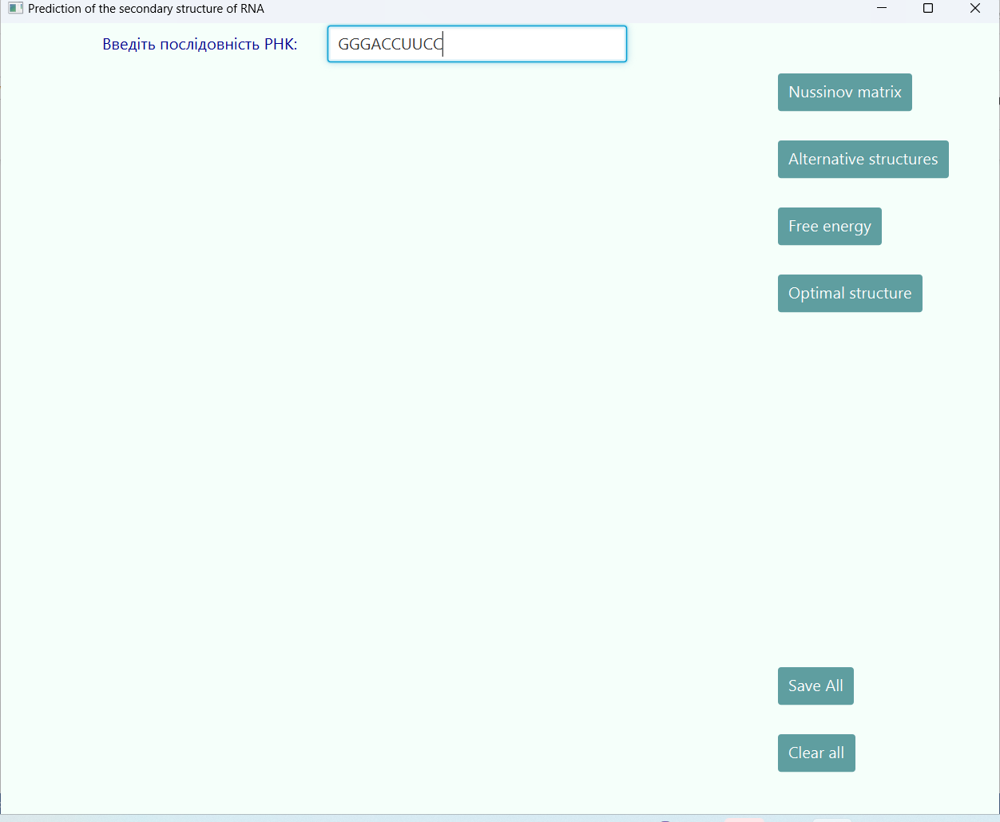 Prediction of the secondary structure of RNA
Введіть послідовність РНК: GGGACCUUCC
Nussinov matrix
Alternative structures
Free energy
Optimal structure
Save All
Clear all